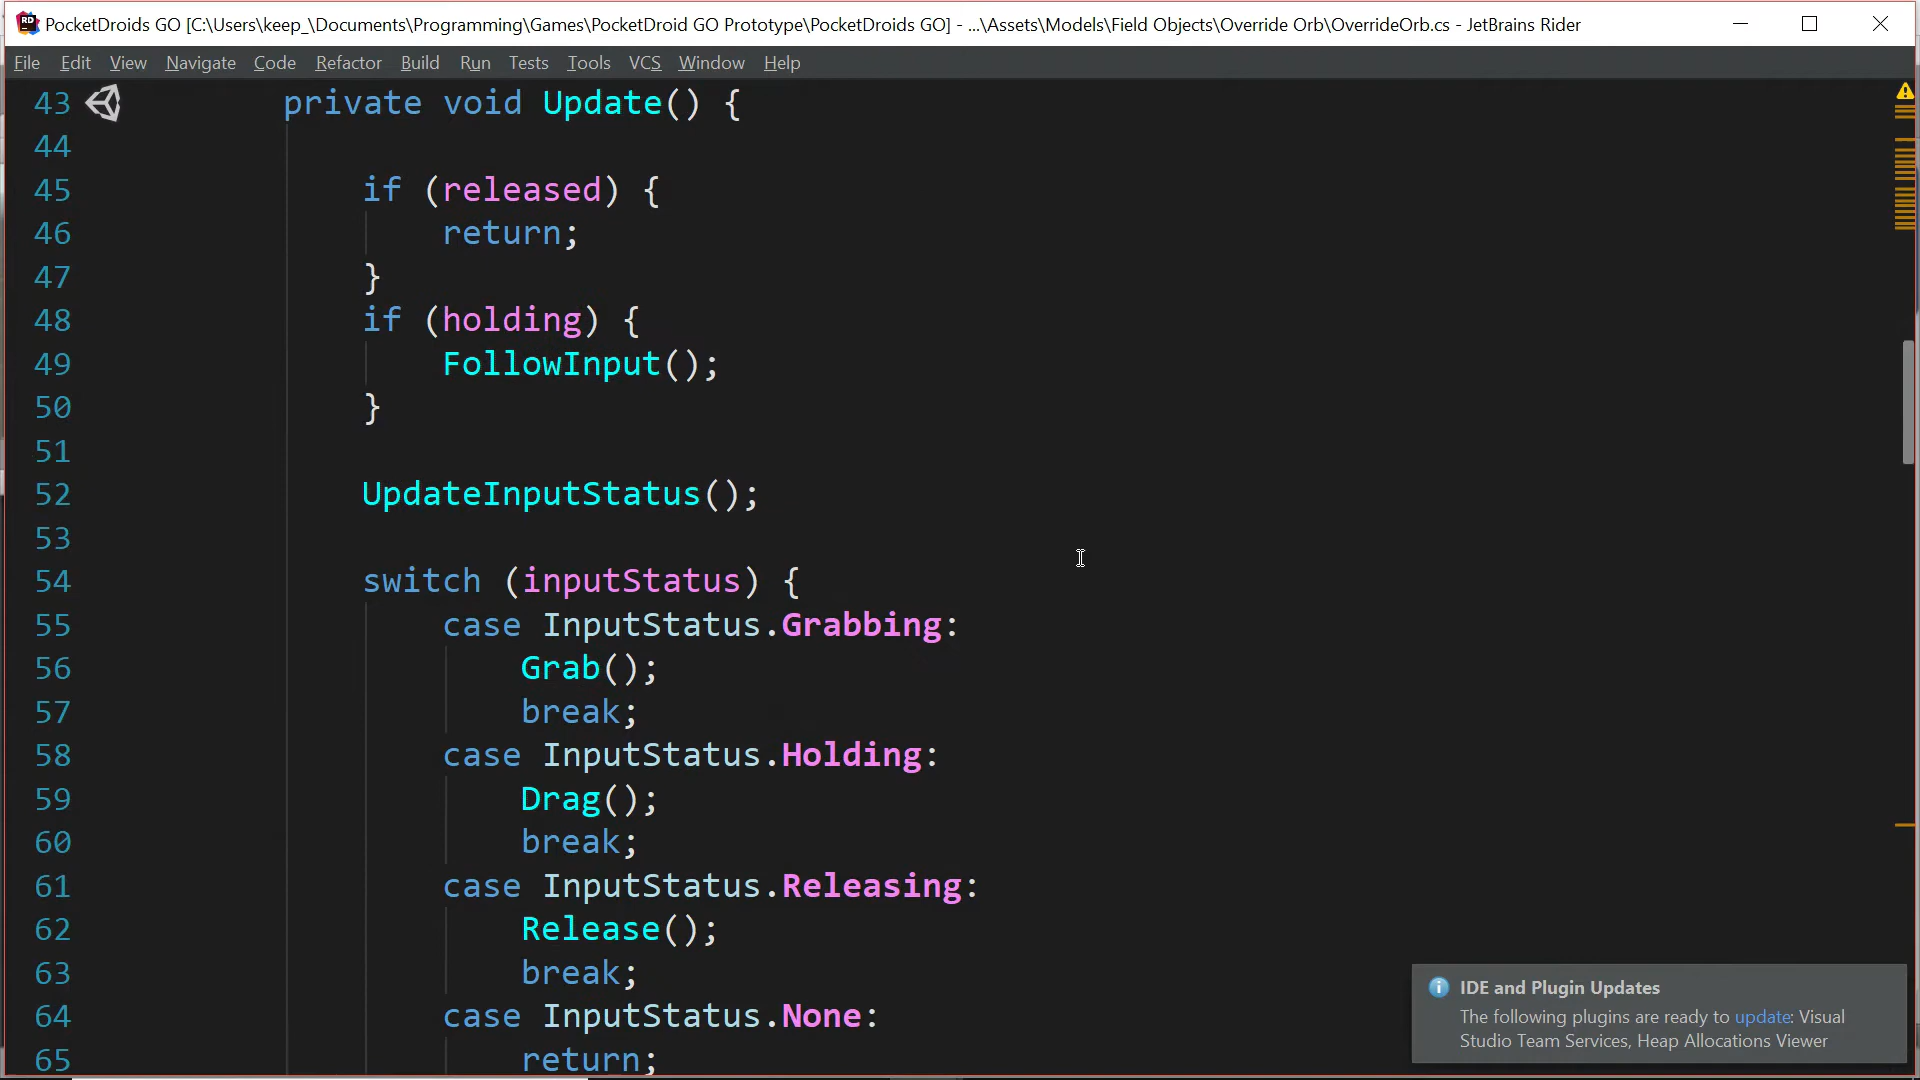 RD PocketDroids GO [C:\Users\keep_\Documents\Programming\Games\PocketDroid GO Prototype\PocketDroids GO] - ...\Assets\Models\Field Objects\Override Orb\OverrideOrb.cs - JetBrains Rider
File Edit View Navigate Code Refactor Build Run Tests Tools VCS Window Help
43 private void Update() {
44
45 if (released) {
46 return;
47 }
48 if (holding) {
49 FollowInput();
50 }
51
52 UpdateInputStatus();
53
54 switch (inputStatus) {
55 case InputStatus.Grabbing:
56 Grab();
57 break;
58 case InputStatus.Holding:
59 Drag();
60 break;
61 case InputStatus.Releasing:
62 Release();
63 break;
64 case InputStatus.None:
65 return;
IDE and Plugin Updates
The following plugins are ready to update: Visual
Studio Team Services, Heap Allocations Viewer